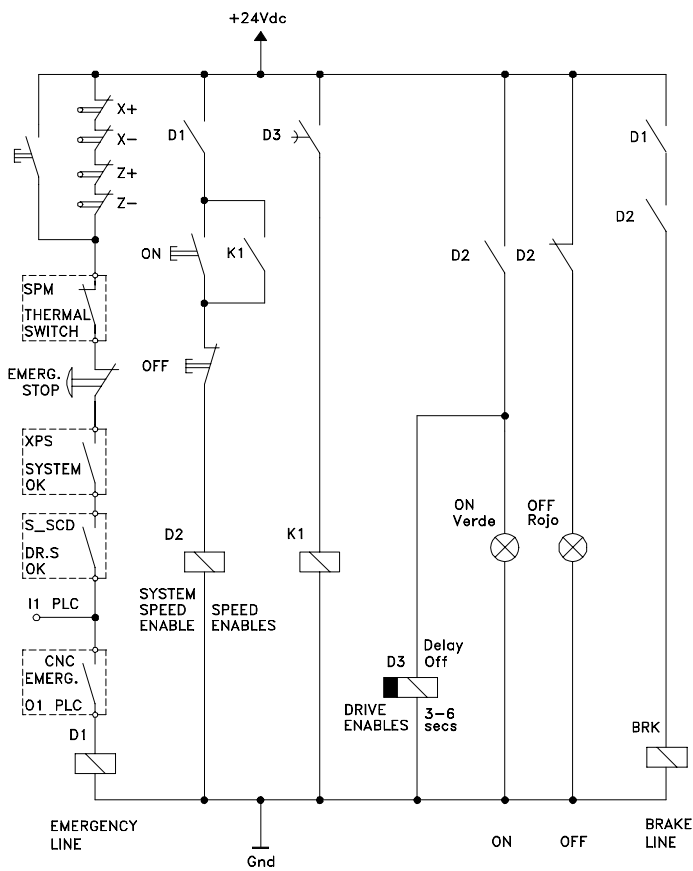 +24Vdc
X+
X-
Z+
Z-
D1
D3
D1
D2
ON
K1
D2
D2
SPM
THERMAL
SWITCH
OFF
EMERG.
STOP
XPS
SYSTEM
OK
ON
Verde
OFF
Rojo
S_SCD
DR.S
OK
D2
K1
SYSTEM
SPEED
ENABLE
SPEED
ENABLES
I1 PLC
CNC
EMERG.
O1 PLC
D3
Delay
Off
DRIVE
ENABLES
3-6
secs
D1
BRK
EMERGENCY
LINE
Gnd
ON
OFF
BRAKE
LINE